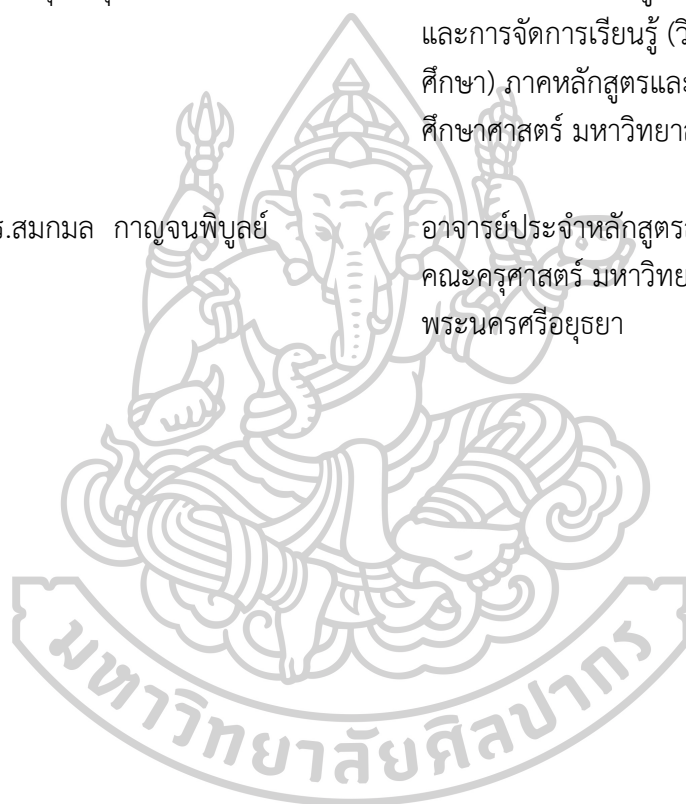 และการจัดการเรียนรู้ (วิ
ศึกษา) ภาคหลักสูตรและ
ศึกษาศาสตร์ มหาวิทยา
ร.สมกมล กาญจนพิบูลย์
อาจารย์ประจำหลักสูตร
คณะครุศาสตร์ มหาวิทย
พระนครศรีอยุธยา
มหาวิทยาลัยศิลปากร